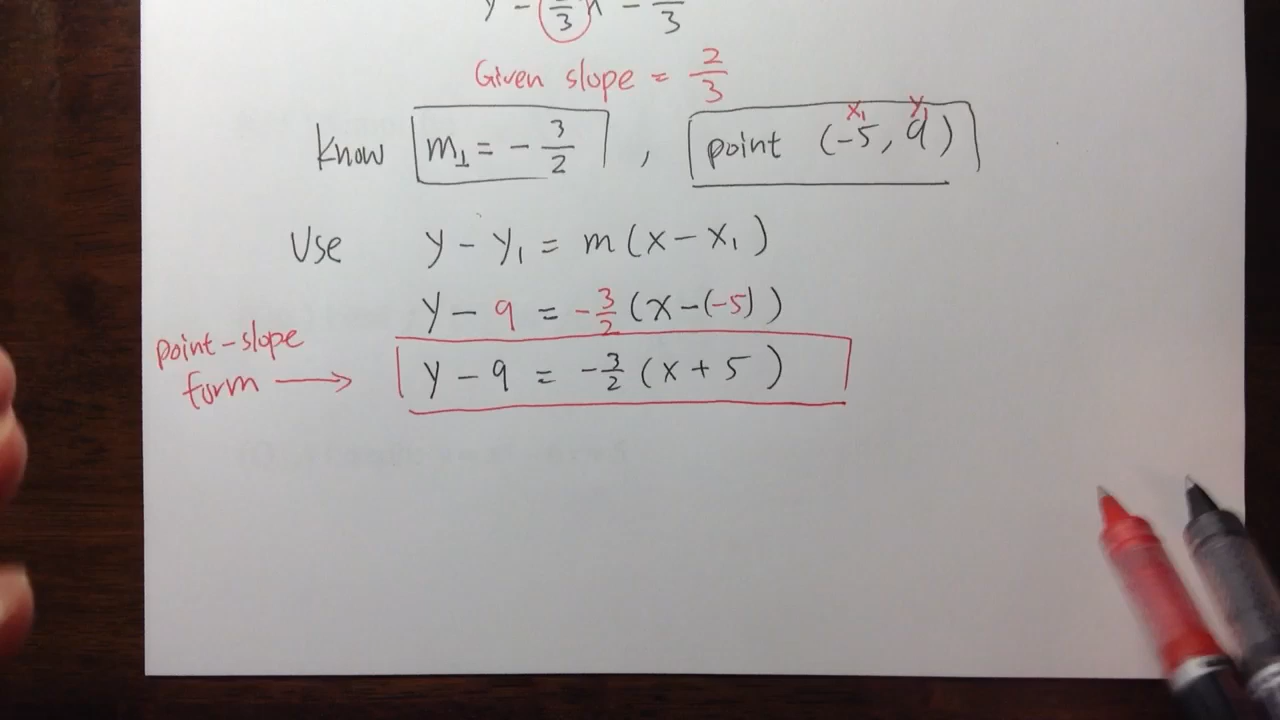 Given slope = 2/3
Know m⊥ = - 3/2 , point (-5, 9)
x₁ y₁
Use y - y₁ = m(x - x₁)
y - 9 = -3/2 (x - (-5))
point-slope form → y - 9 = -3/2 (x + 5)